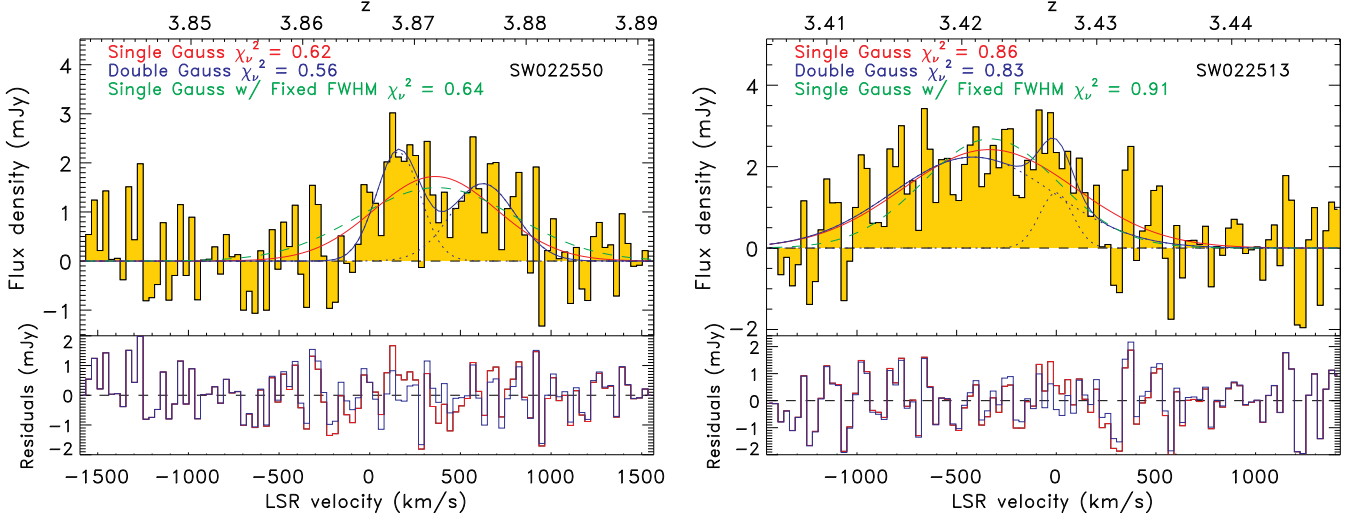 z
3.85 3.86 3.87 3.88 3.89
Single Gauss χν² = 0.62
Double Gauss χν² = 0.56
Single Gauss w/ Fixed FWHM χν² = 0.64
SW022550
Flux density (mJy)
4
3
2
1
0
−1
Residuals (mJy)
2
1
0
−1
−2
−1500 −1000 −500 0 500 1000 1500
LSR velocity (km/s)
z
3.41 3.42 3.43 3.44
Single Gauss χν² = 0.86
Double Gauss χν² = 0.83
Single Gauss w/ Fixed FWHM χν² = 0.91
SW022513
Flux density (mJy)
4
2
0
−2
Residuals (mJy)
2
1
0
−1
−2
−1000 −500 0 500 1000
LSR velocity (km/s)